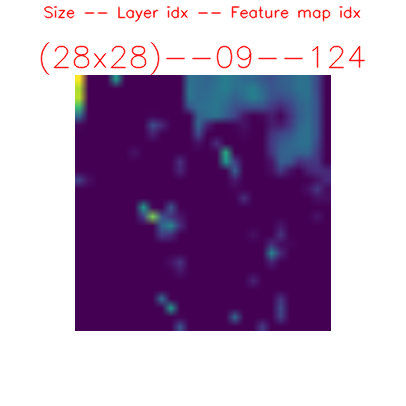 Size -- Layer idx -- Feature map idx
(28x28)--09--124